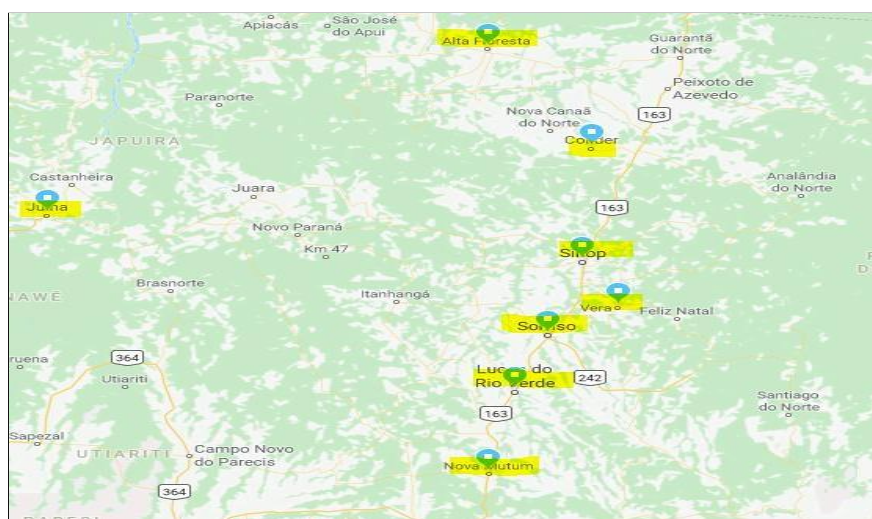 Apiacás
São José
do Apui
Alta Floresta
Guarantã
do Norte
Peixoto de
Azevedo
Paranorte
Nova Canaã
do Norte
163
JAPUIRA
Colíder
Castanheira
Juara
Analândia
do Norte
Juína
163
Novo Paraná
Km 47
Sinop
Brasnorte
Itanhangá
NAWÉ
Vera
Feliz Natal
Sorriso
ruena
364
Utiariti
Lucas do
Rio Verde
242
163
Santiago
do Norte
Sapezal
UTIARITI
Campo Novo
do Parecis
Nova Mutum
364